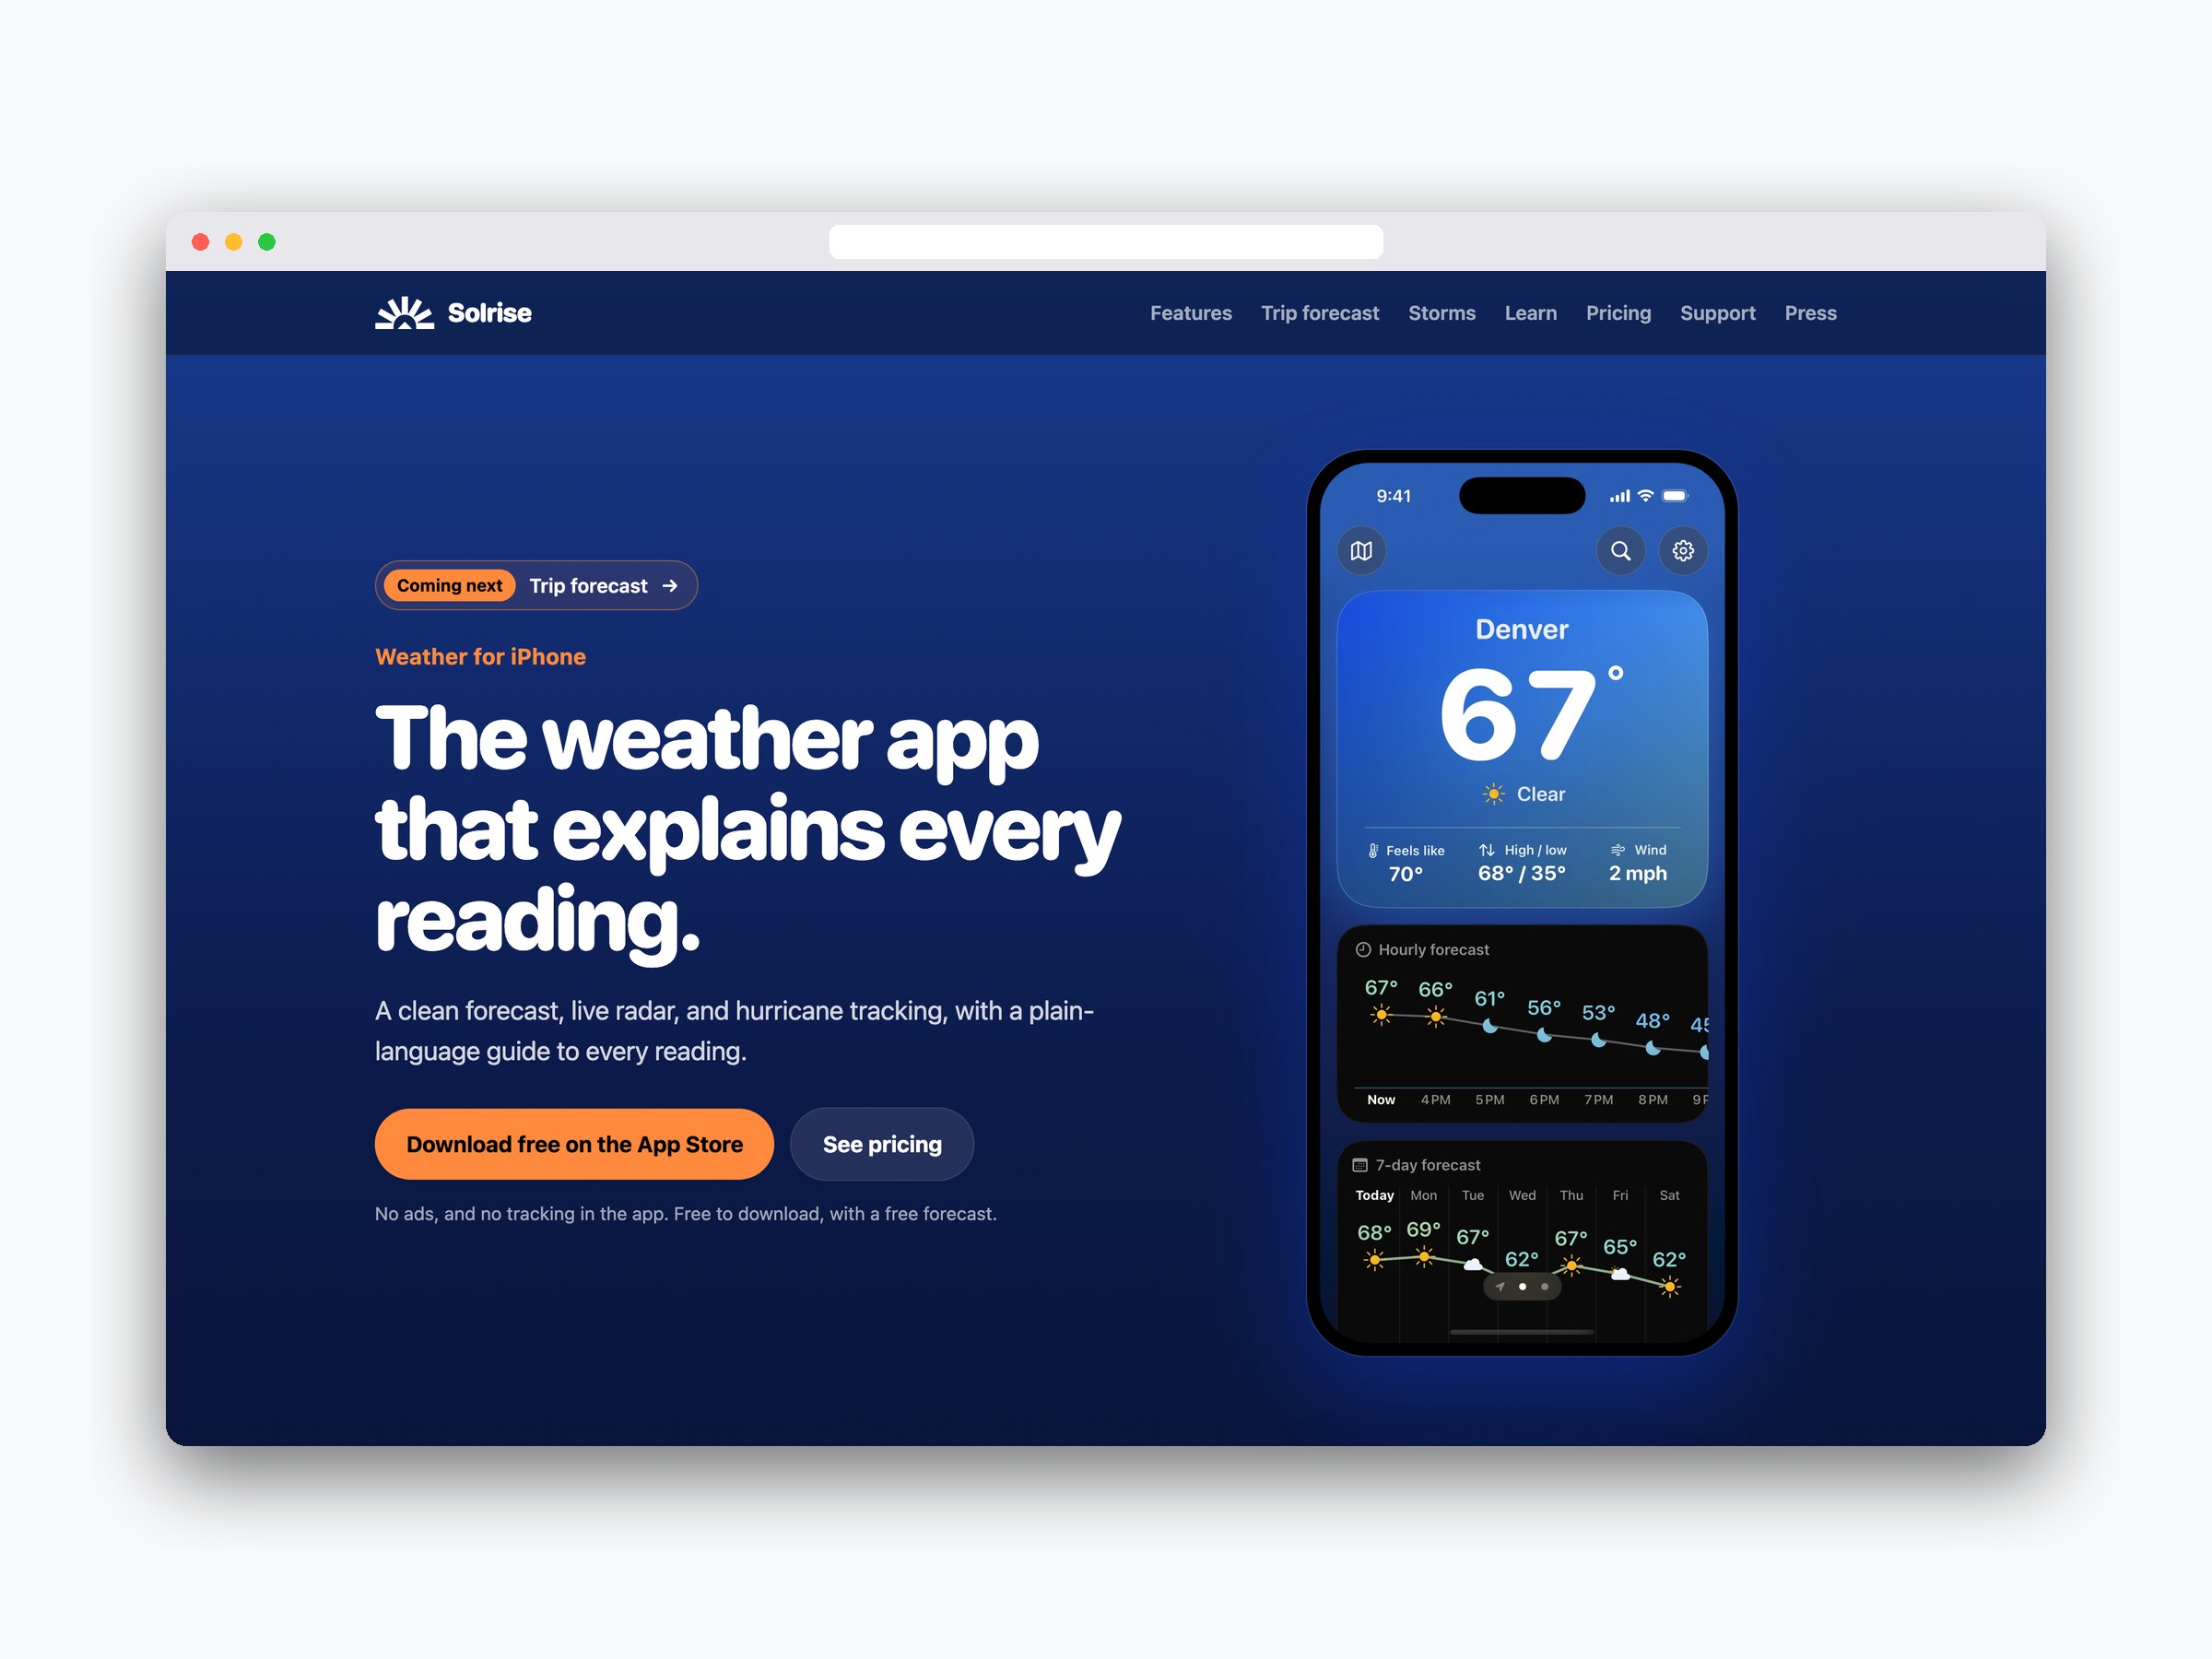 Solrise
Features Trip forecast Storms Learn Pricing Support Press
Coming next Trip forecast →
Weather for iPhone
The weather app
that explains every
reading.
A clean forecast, live radar, and hurricane tracking, with a plain-
language guide to every reading.
Download free on the App Store
See pricing
No ads, and no tracking in the app. Free to download, with a free forecast.
9:41
Denver
67°
Clear
Feels like High / low Wind
70° 68° / 35° 2 mph
Hourly forecast
67° 66° 61° 56° 53° 48° 45
Now 4PM 5PM 6PM 7PM 8PM 9P
7-day forecast
Today Mon Tue Wed Thu Fri Sat
68° 69° 67° 62° 67° 65° 62°